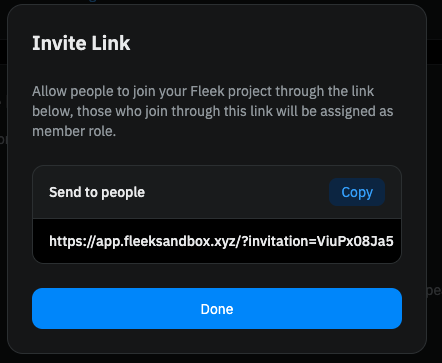 Invite Link
Allow people to join your Fleek project through the link
below, those who join through this link will be assigned as
member role.
Send to people
Copy
https://app.fleeksandbox.xyz/?invitation=ViuPx08Ja5
Done